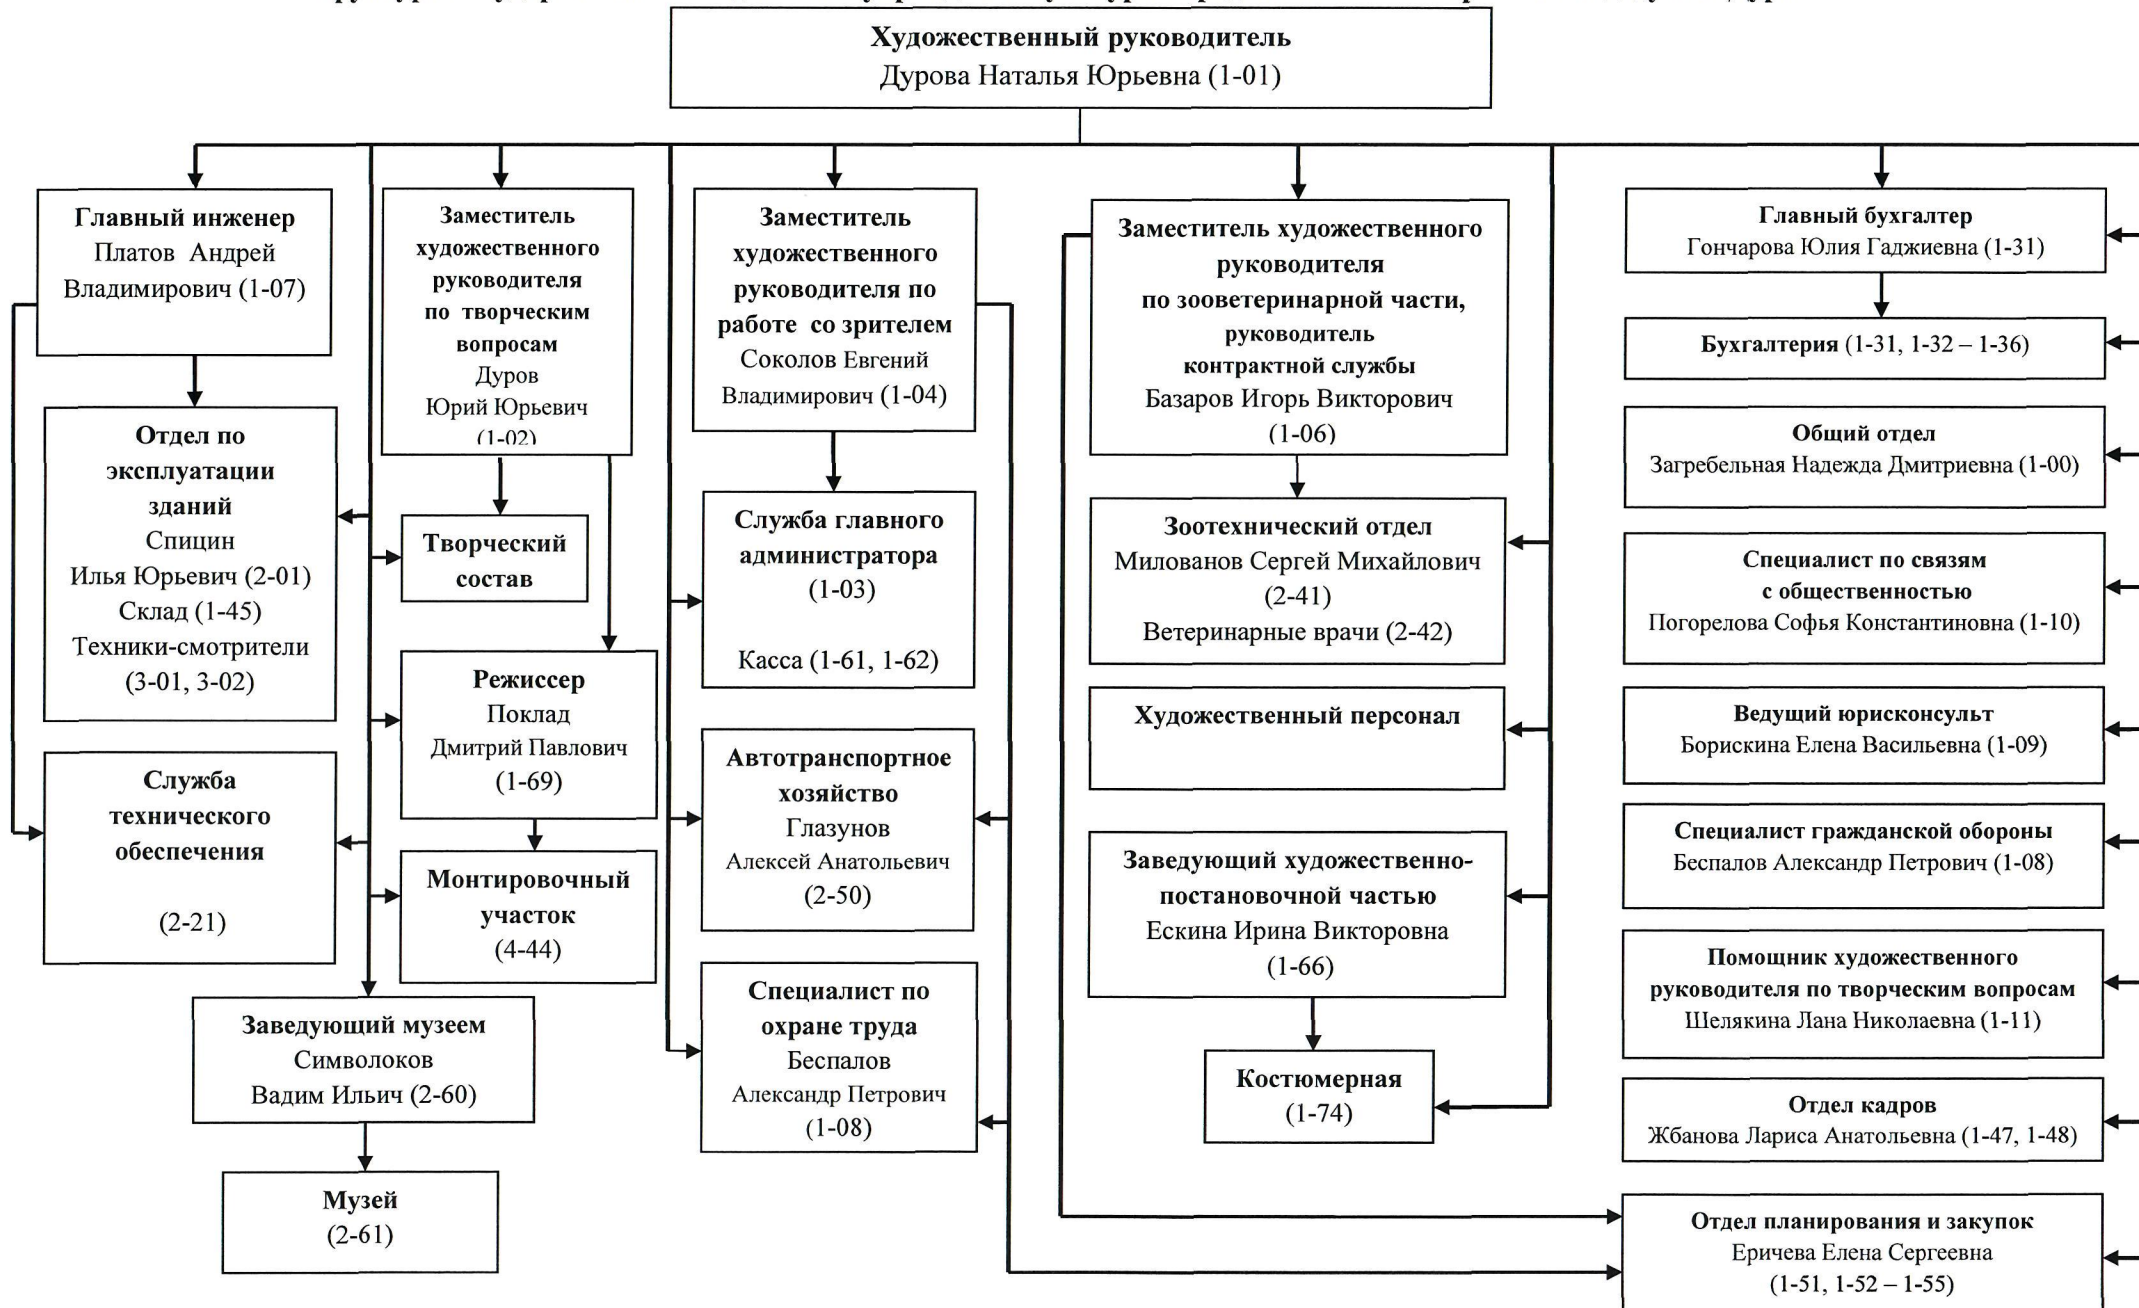 Художественный руководитель
Дурова Наталья Юрьевна (1-01)
Главный инженер
Платов Андрей
Владимирович (1-07)
Отдел по
эксплуатации
зданий
Спицин
Илья Юрьевич (2-01)
Склад (1-45)
Техники-смотрители
(3-01, 3-02)
Служба
технического
обеспечения
(2-21)
Заместитель
художественного
руководителя
по творческим
вопросам
Дуров
Юрий Юрьевич
(1-02)
Творческий
состав
Режиссер
Поклад
Дмитрий Павлович
(1-69)
Монтировочный
участок
(4-44)
Заведующий музеем
Символоков
Вадим Ильич (2-60)
Музей
(2-61)
Заместитель
художественного
руководителя по
работе со зрителем
Соколов Евгений
Владимирович (1-04)
Служба главного
администратора
(1-03)
Касса (1-61, 1-62)
Автотранспортное
хозяйство
Глазунов
Алексей Анатольевич
(2-50)
Специалист по
охране труда
Беспалов
Александр Петрович
(1-08)
Заместитель художественного
руководителя
по зооветеринарной части,
руководитель
контрактной службы
Базаров Игорь Викторович
(1-06)
Зоотехнический отдел
Милованов Сергей Михайлович
(2-41)
Ветеринарные врачи (2-42)
Художественный персонал
Заведующий художественно-
постановочной частью
Ескина Ирина Викторовна
(1-66)
Костюмерная
(1-74)
Главный бухгалтер
Гончарова Юлия Гаджиевна (1-31)
Бухгалтерия (1-31, 1-32 – 1-36)
Общий отдел
Загребельная Надежда Дмитриевна (1-00)
Специалист по связям
с общественностью
Погорелова Софья Константиновна (1-10)
Ведущий юрисконсульт
Борискина Елена Васильевна (1-09)
Специалист гражданской обороны
Беспалов Александр Петрович (1-08)
Помощник художественного
руководителя по творческим вопросам
Шелякина Лана Николаевна (1-11)
Отдел кадров
Жбанова Лариса Анатольевна (1-47, 1-48)
Отдел планирования и закупок
Еричева Елена Сергеевна
(1-51, 1-52 – 1-55)